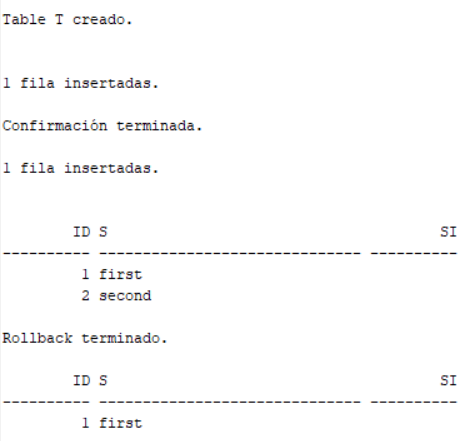 Table T creado.
1 fila insertadas.
Confirmación terminada.
1 fila insertadas.
ID S SI
---------- ------------------------------ ----------
1 first
2 second
Rollback terminado.
ID S SI
---------- ------------------------------ ----------
1 first